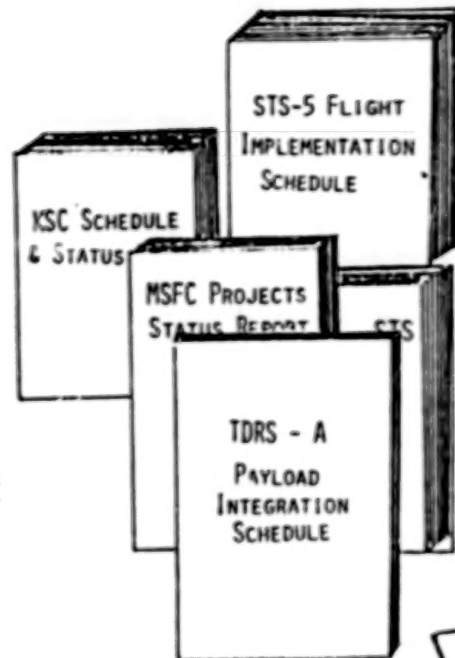 STS-5 FLIGHT
IMPLEMENTATION
SCHEDULE
KSC SCHEDULE
& STATUS
MSFC PROJECTS
STATUS REPORT
STS
TDRS - A
PAYLOAD
INTEGRATION
SCHEDULE